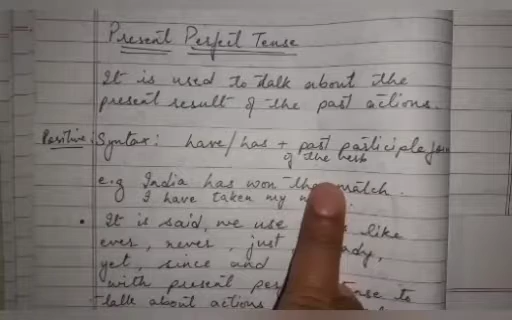 Present Perfect Tense
It is used to talk about the
present result of the past actions.
Positive. Syntax: have/has + past participle form
of the verb
e.g India has won the match.
I have taken my
• It is said, we use like
ever, never, just
yet, since and
with present
talk about actions